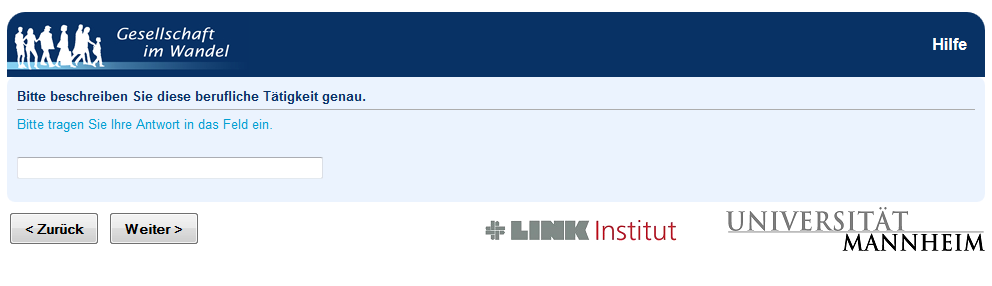 Gesellschaft
im Wandel
Hilfe
Bitte beschreiben Sie diese berufliche Tätigkeit genau.
Bitte tragen Sie Ihre Antwort in das Feld ein.
< Zurück
Weiter >
LINK Institut
UNIVERSITÄT
MANNHEIM